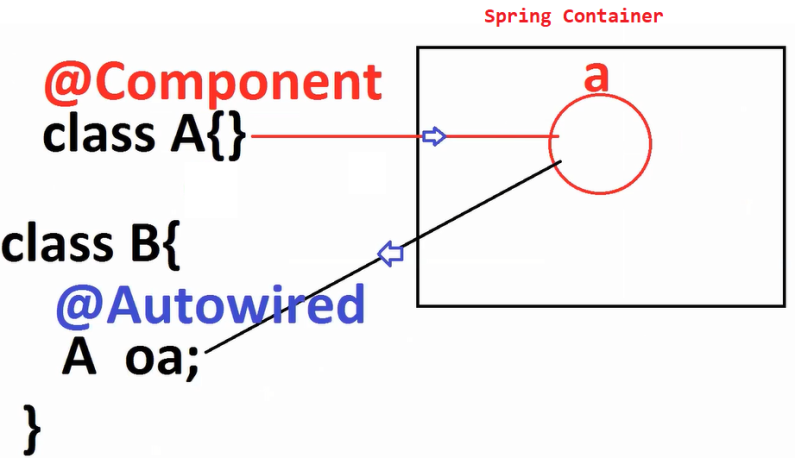 Spring Container
@Component
class A{}
a
class B{
@Autowired
A oa;
}